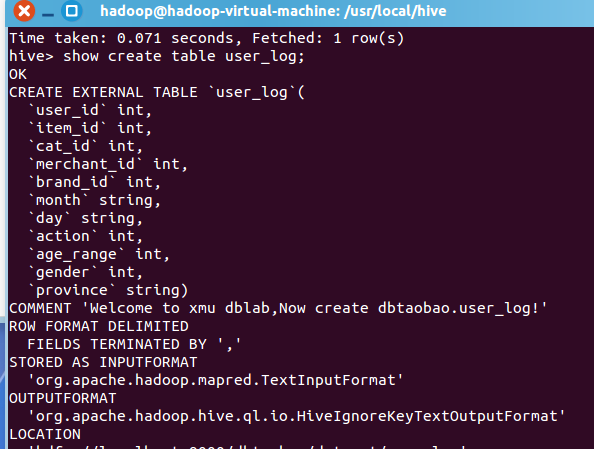 hadoop@hadoop-virtual-machine: /usr/local/hive
Time taken: 0.071 seconds, Fetched: 1 row(s)
hive> show create table user_log;
OK
CREATE EXTERNAL TABLE `user_log`(
  `user_id` int,
  `item_id` int,
  `cat_id` int,
  `merchant_id` int,
  `brand_id` int,
  `month` string,
  `day` string,
  `action` int,
  `age_range` int,
  `gender` int,
  `province` string)
COMMENT 'Welcome to xmu dblab,Now create dbtaobao.user_log!'
ROW FORMAT DELIMITED
  FIELDS TERMINATED BY ','
STORED AS INPUTFORMAT
  'org.apache.hadoop.mapred.TextInputFormat'
OUTPUTFORMAT
  'org.apache.hadoop.hive.ql.io.HiveIgnoreKeyTextOutputFormat'
LOCATION